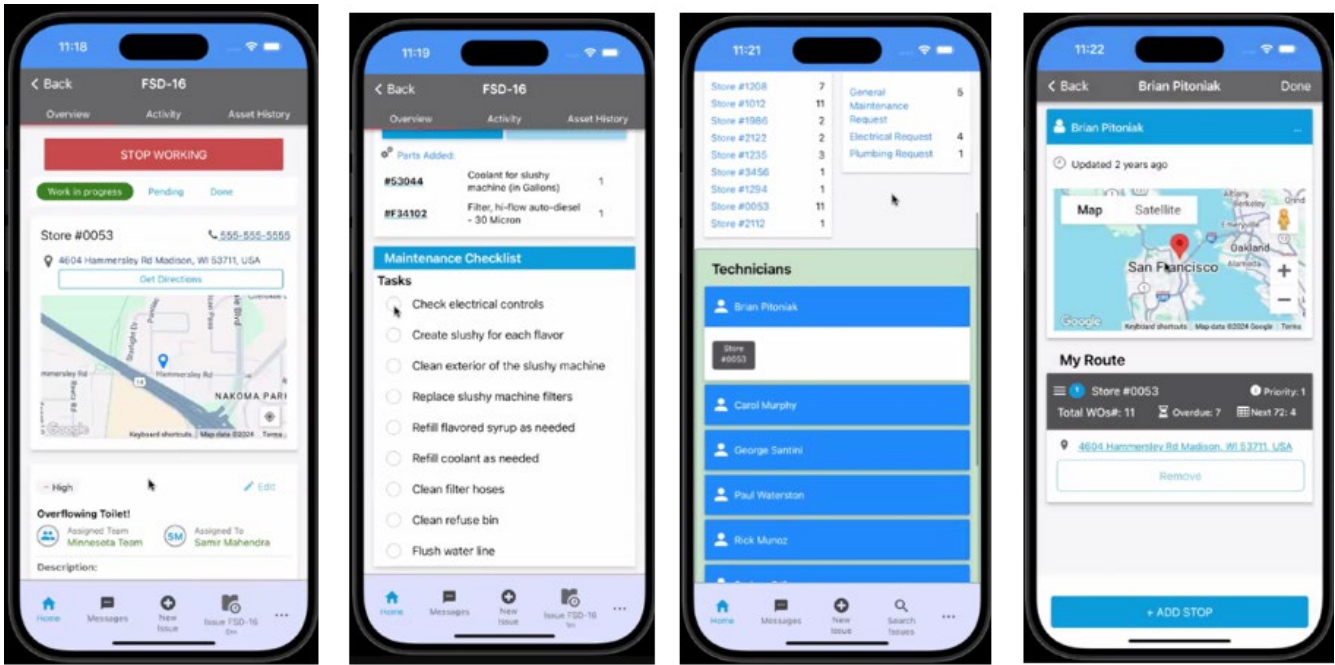 11:18
Back FSD-16
Overview Activity Asset History
STOP WORKING
Work in progress Pending Done
Store #0053 555-555-5555
4604 Hammersley Rd Madison, WI 53711, USA
Get Directions
Hammersley Rd
14
NAKOMA PARK
Google
Keyboard shortcuts Map data ©2024 Terms
- High Edit
Overflowing Toilet!
Assigned Team Assigned To
Minnesota Team SM Samir Mahendra
Description:
Home Messages New Issue Issue FSD-16
0m
11:19
Back FSD-16
Overview Activity Asset History
Parts Added:
#53044 Coolant for slushy machine (in Gallons) 1
#F34102 Filter, hi-flow auto-diesel - 30 Micron 1
Maintenance Checklist
Tasks
Check electrical controls
Create slushy for each flavor
Clean exterior of the slushy machine
Replace slushy machine filters
Refill flavored syrup as needed
Refill coolant as needed
Clean filter hoses
Clean refuse bin
Flush water line
Home Messages New Issue Issue FSD-16
1m
11:21
Store #1208 7
Store #1012 11
Store #1986 2
Store #2122 2
Store #1235 3
Store #3456 1
Store #1294 1
Store #0053 11
Store #2112 1
General Maintenance Request 5
Electrical Request 4
Plumbing Request 1
Technicians
Brian Pitoniak
Store
#0053
Carol Murphy
George Santini
Paul Waterston
Rick Munoz
Home Messages New Issue Search Issues
11:22
Back Brian Pitoniak Done
Brian Pitoniak ...
Updated 2 years ago
Map Satellite
Albany
Berkeley
Emeryville
Oakland
San Francisco
Alameda
Google
Keyboard shortcuts Map data ©2024 Google Terms
My Route
1 Store #0053 Priority: 1
Total WOs#: 11 Overdue: 7 Next 72: 4
4604 Hammersley Rd Madison, WI 53711, USA
Remove
+ ADD STOP